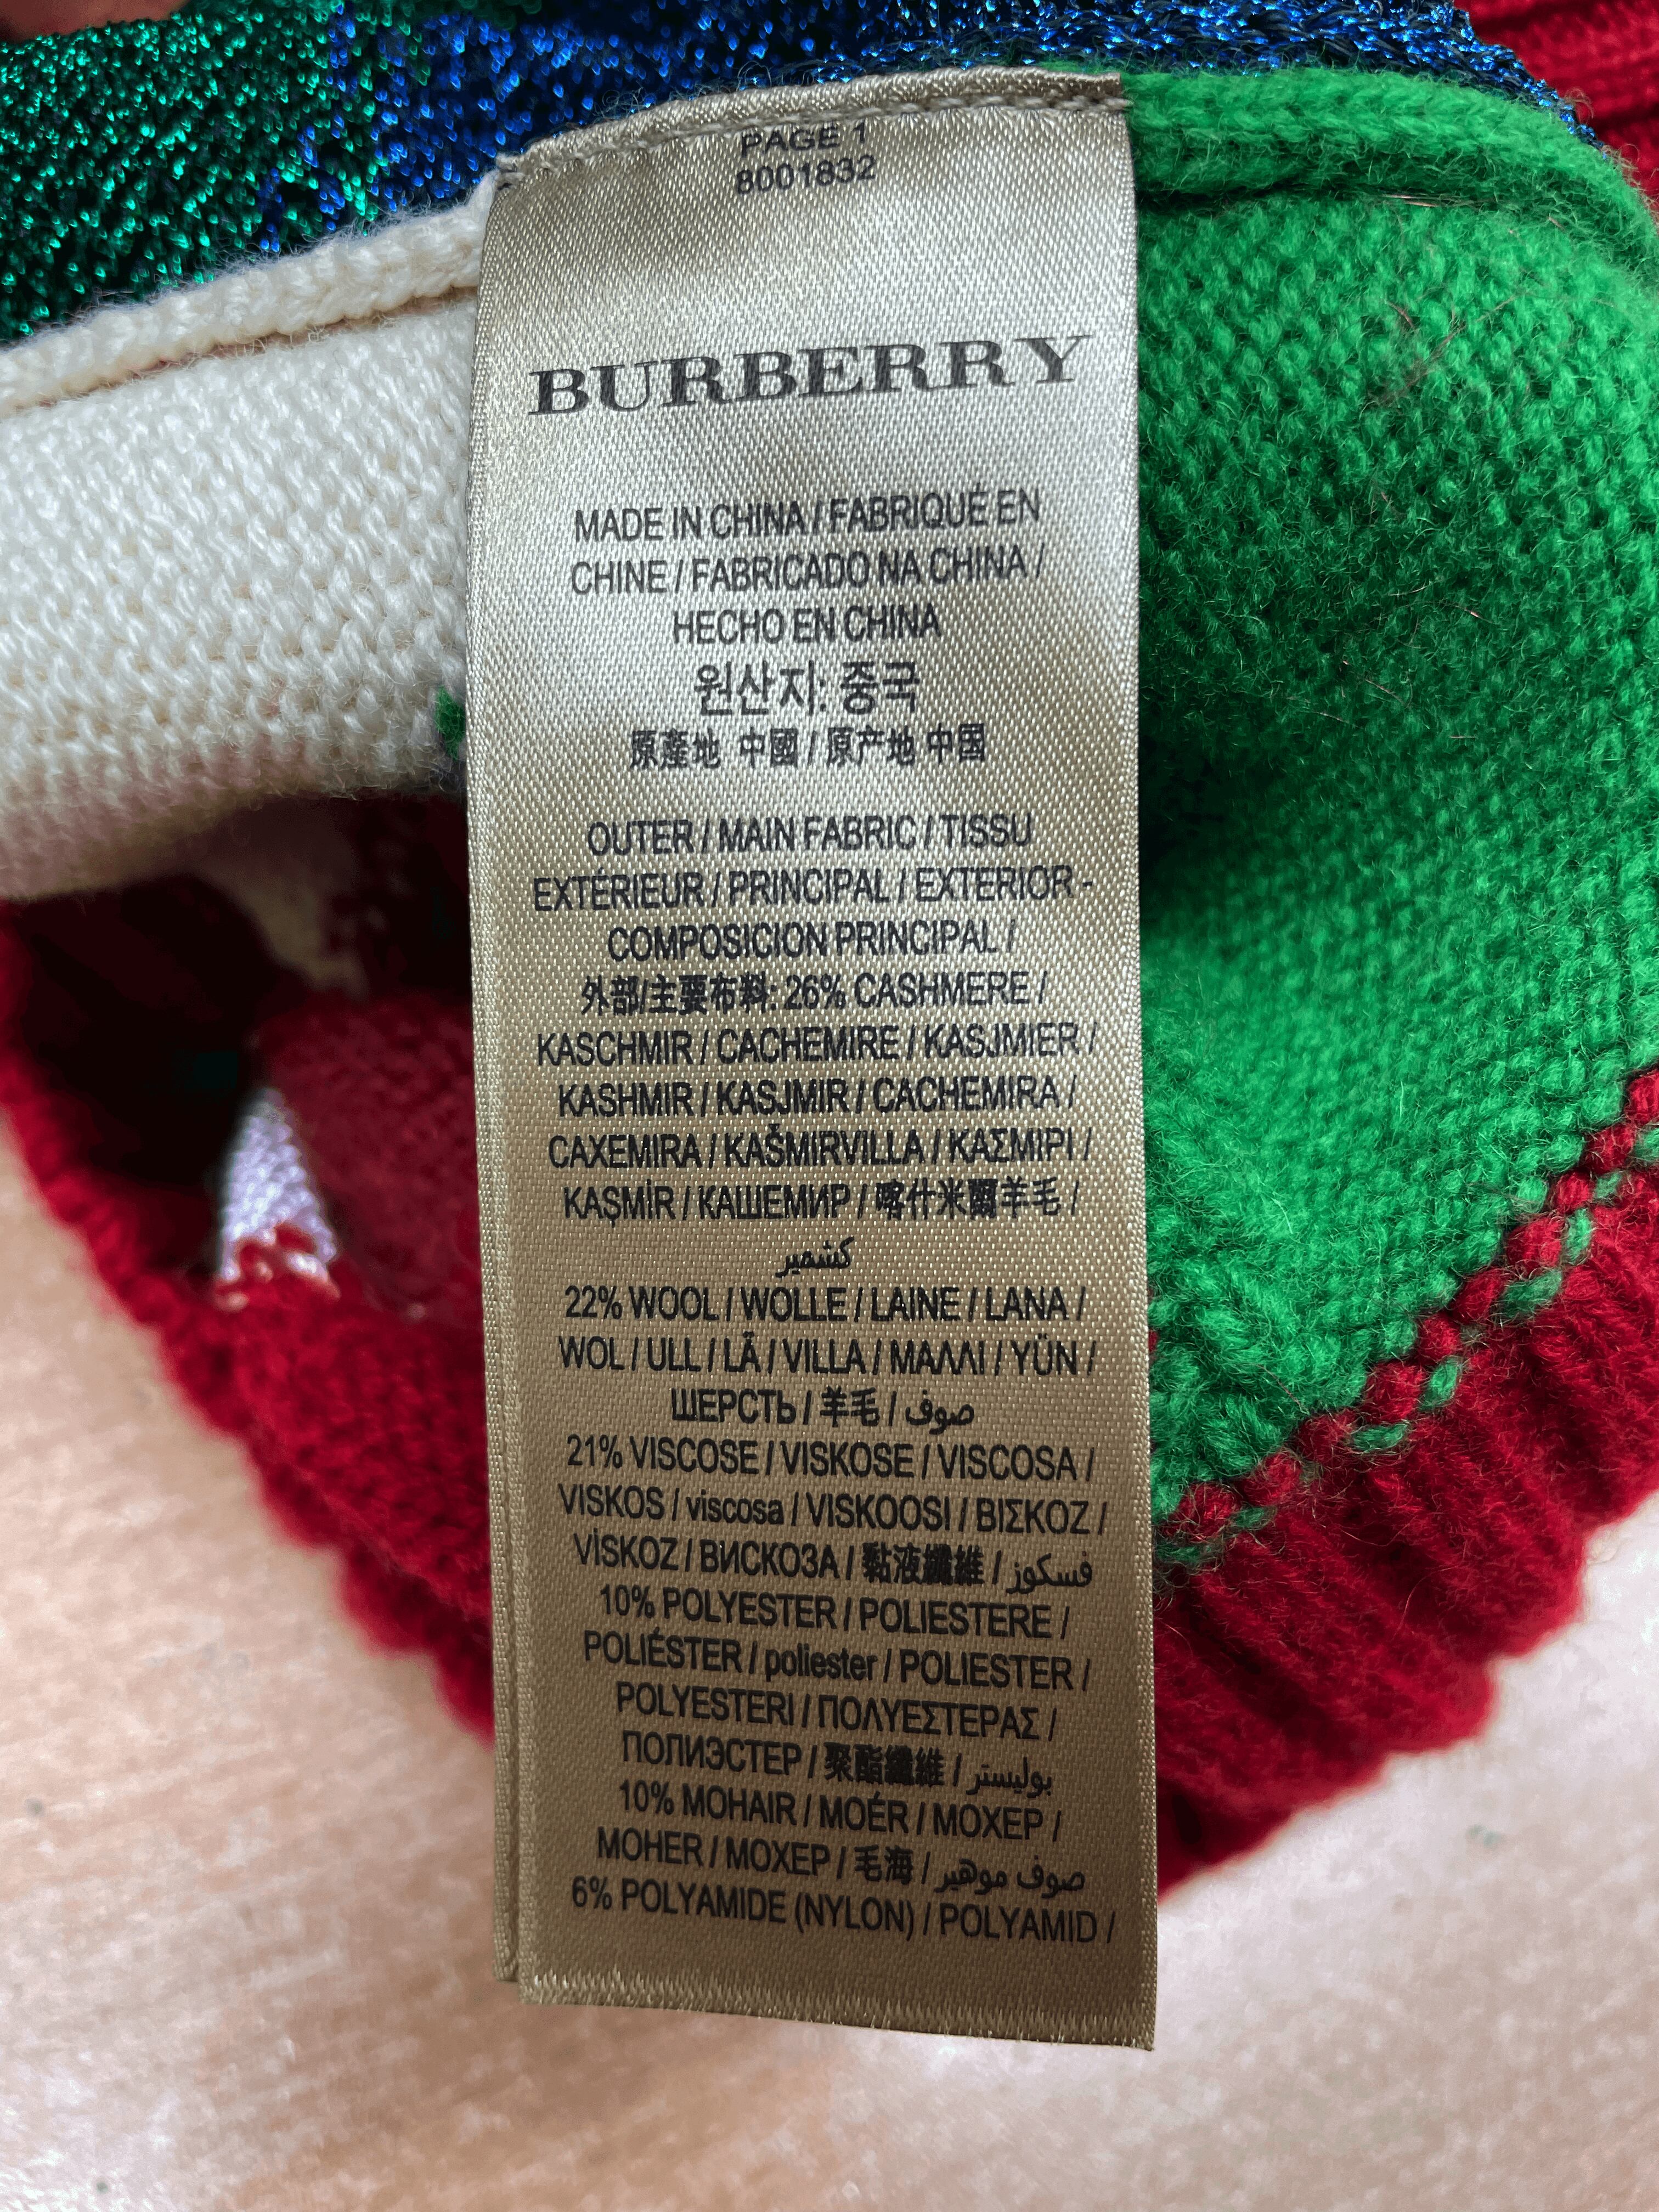 PAGE 1
8001832
BURBERRY
MADE IN CHINA / FABRIQUÉ EN
CHINE / FABRICADO NA CHINA /
HECHO EN CHINA
원산지: 중국
原產地 中國 / 原产地 中国
OUTER / MAIN FABRIC / TISSU
EXTÉRIEUR / PRINCIPAL / EXTERIOR -
COMPOSICION PRINCIPAL /
外部/主要布料: 26% CASHMERE /
KASCHMIR / CACHEMIRE / KASJMIER /
KASHMIR / KASJMIR / CACHEMIRA /
CAXEMIRA / KAŠMIRVILLA / ΚΑΣΜΙΡΙ /
KAŞMİR / КАШЕМИР / 喀什米爾羊毛 /
كشمير
22% WOOL / WOLLE / LAINE / LANA /
WOL / ULL / LÃ / VILLA / ΜΑΛΛΙ / YÜN /
ШЕРСТЬ / 羊毛 / صوف
21% VISCOSE / VISKOSE / VISCOSA /
VISKOS / viscosa / VISKOOSI / ΒΙΣΚΟΖ /
VİSKOZ / ВИСКОЗА / 黏液纖維 / فسكوز
10% POLYESTER / POLIESTERE /
POLIÉSTER / poliester / POLIESTER /
POLYESTERI / ΠΟΛΥΕΣΤΕΡΑΣ /
ПОЛИЭСТЕР / 聚酯纖維 / بوليستر
10% MOHAIR / MOÉR / ΜΟΧΕΡ /
MOHER / МОХЕР / 毛海 / صوف موهير
6% POLYAMIDE (NYLON) / POLYAMID /